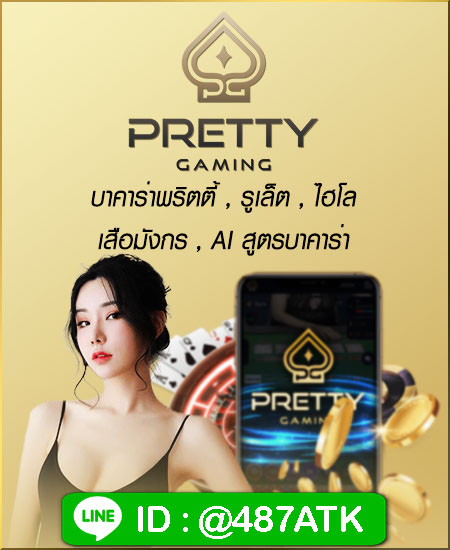 PRETTY
GAMING
บาคาร่าพริตตี้ , รูเล็ต , ไฮโล
เสือมังกร , AI สูตรบาคาร่า
PRETTY
GAMING
LINE ID : @487ATK